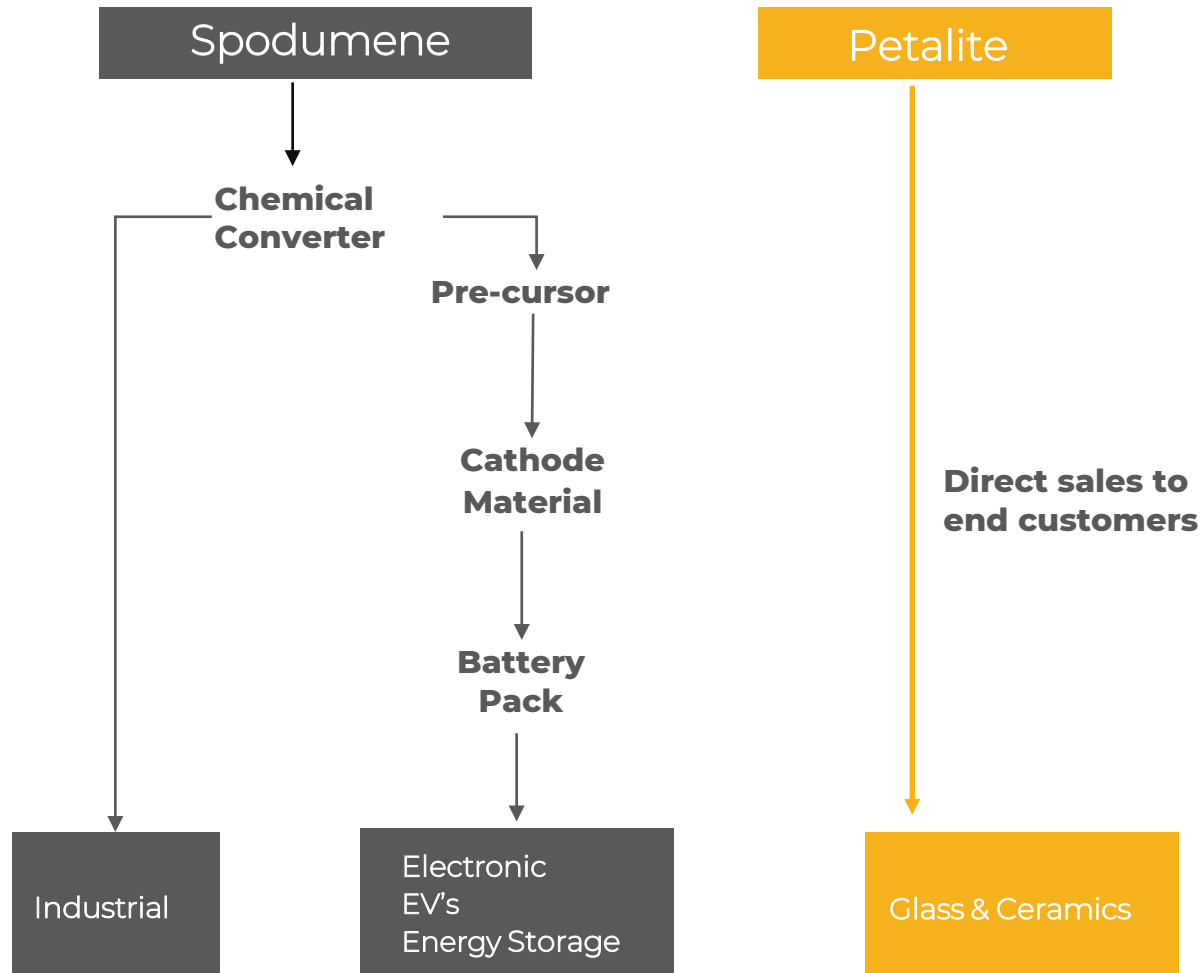 Spodumene
Petalite
Chemical
Converter
Pre-cursor
Cathode
Material
Direct sales to
end customers
Battery
Pack
Industrial
Electronic
EV’s
Energy Storage
Glass & Ceramics